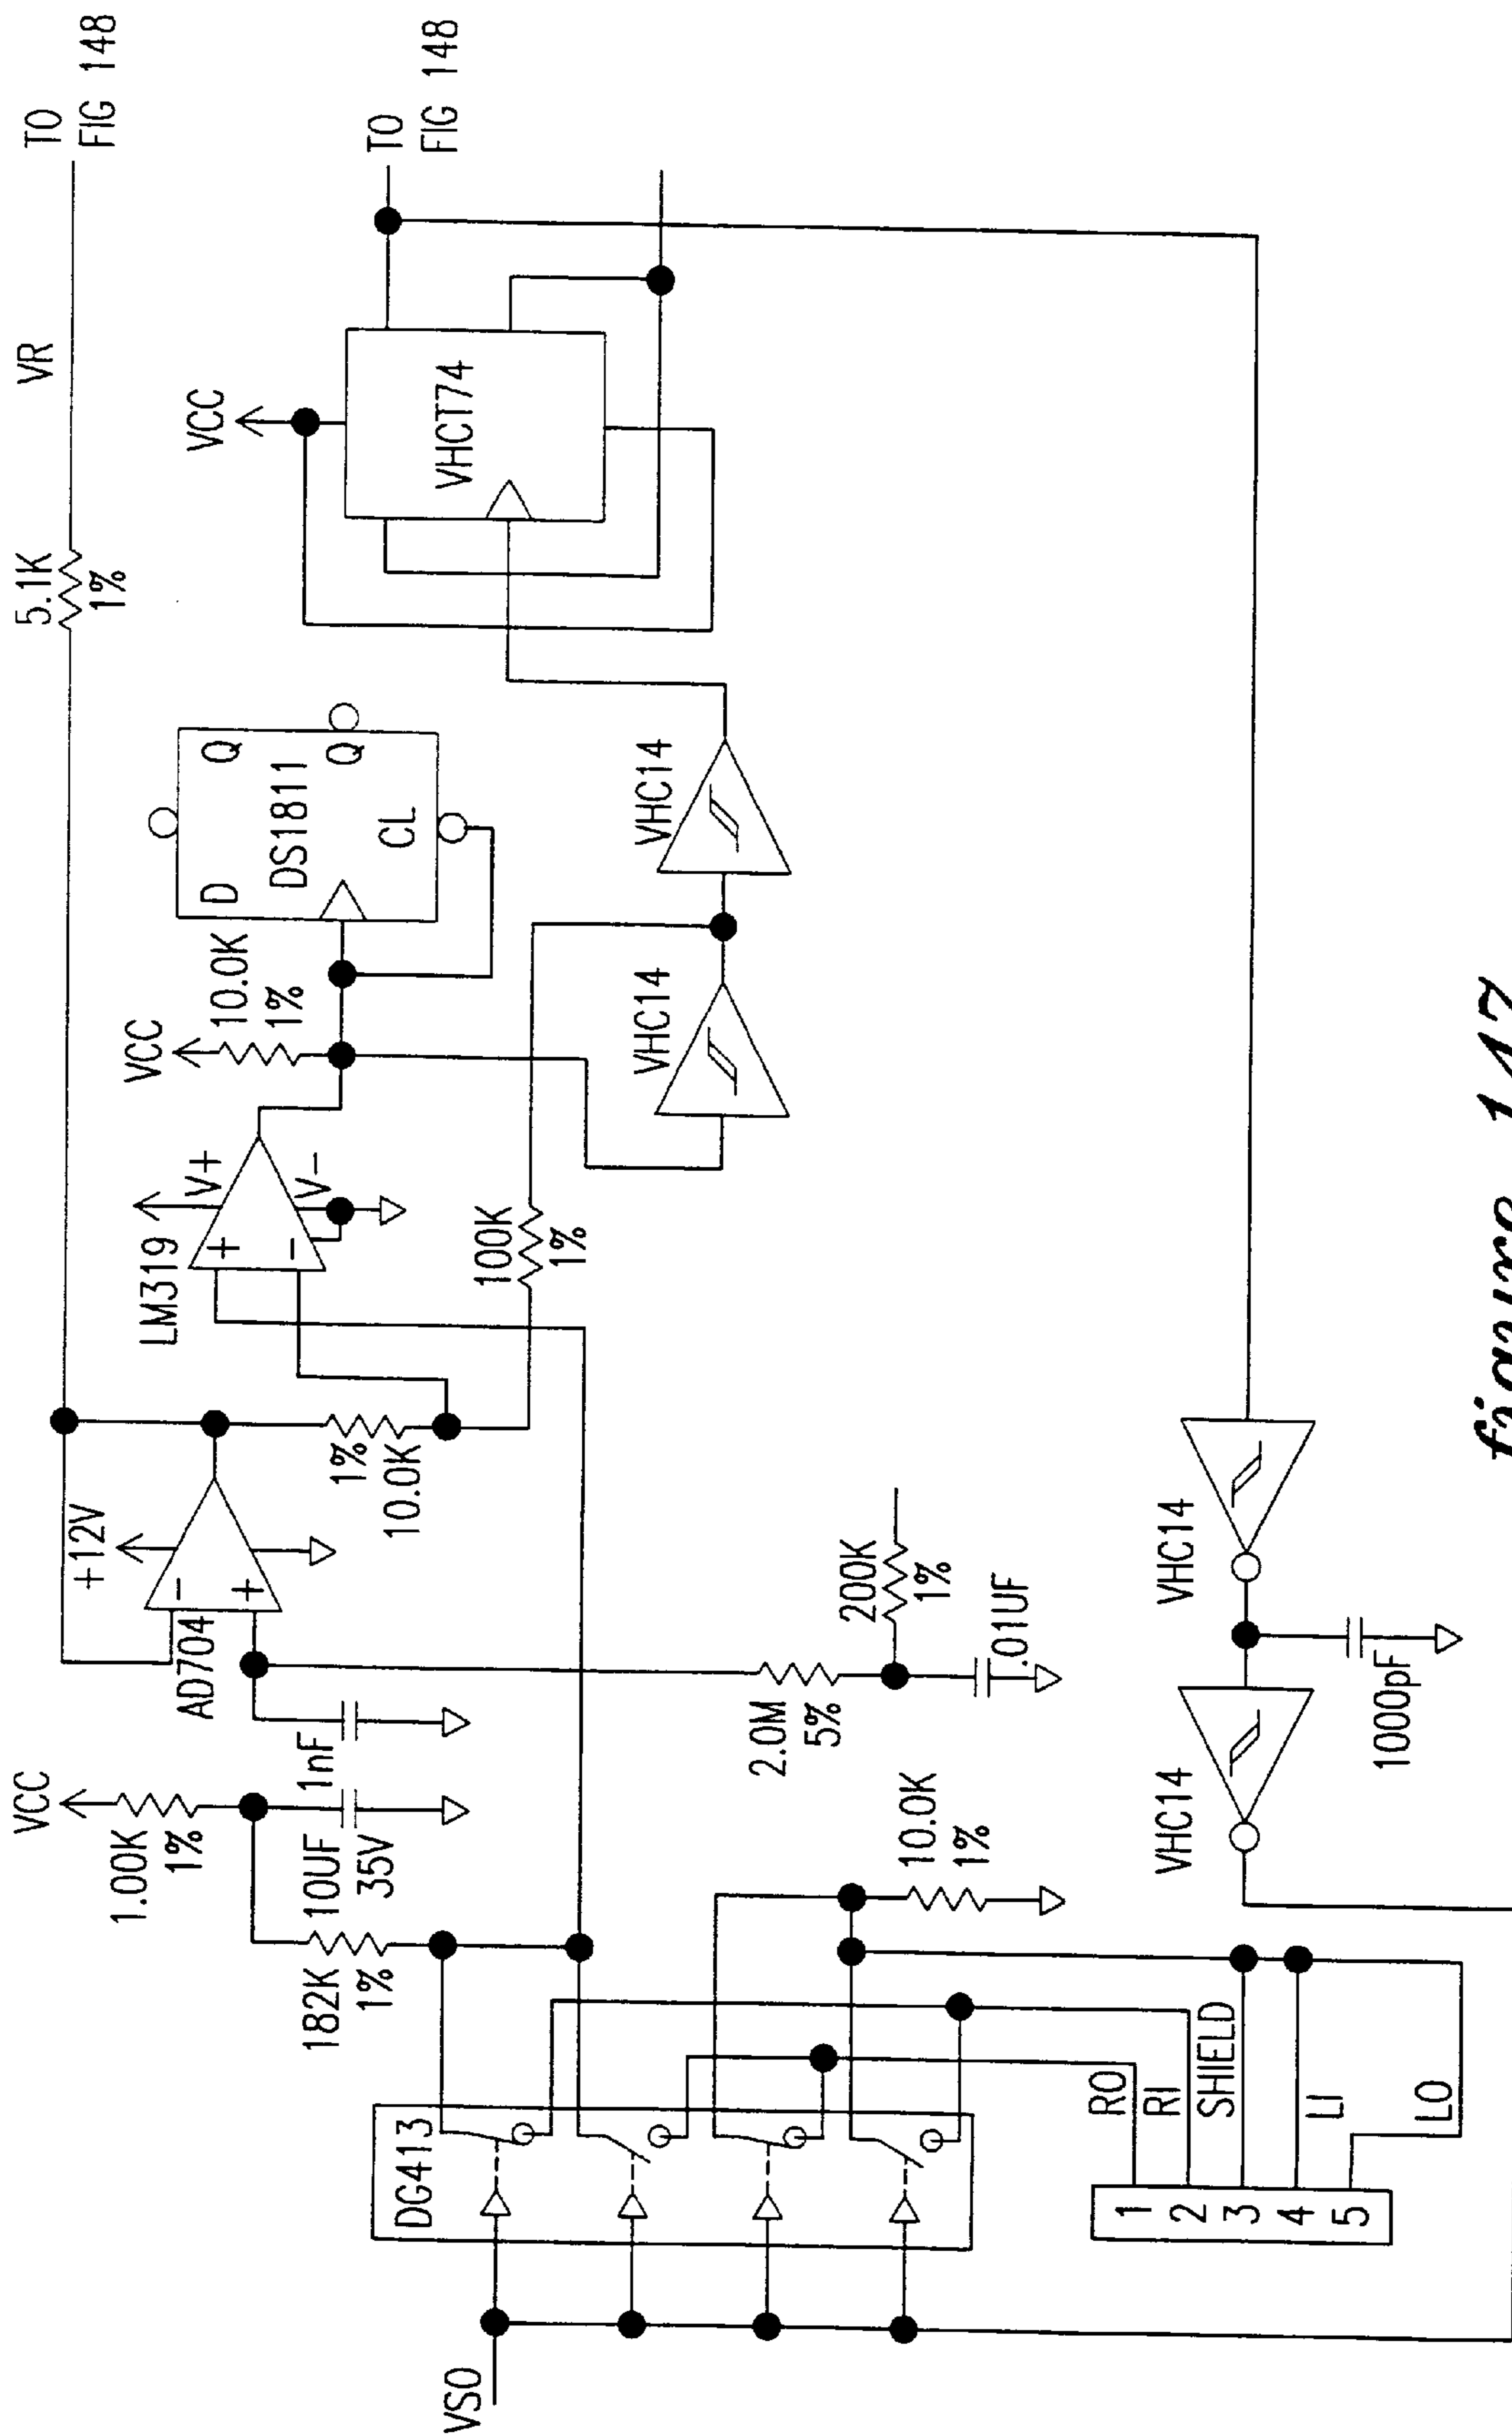 VSO
DG413
182K
1%
1.00K
1%
VCC
10UF
35V
1nF
AD704
+12V
-
+
1%
10.0K
LM319
+
-
V+
V-
VCC
10.0K
1%
D
Q
DS1811
CL
Q
5.1K
1%
VR
TO
FIG 148
VCC
VHCT74
TO
FIG 148
100K
1%
VHC14
VHC14
2.0M
5%
200K
1%
.01UF
10.0K
1%
RO
RI
SHIELD
LI
LO
1
2
3
4
5
VHC14
VHC14
1000pF
figure 147